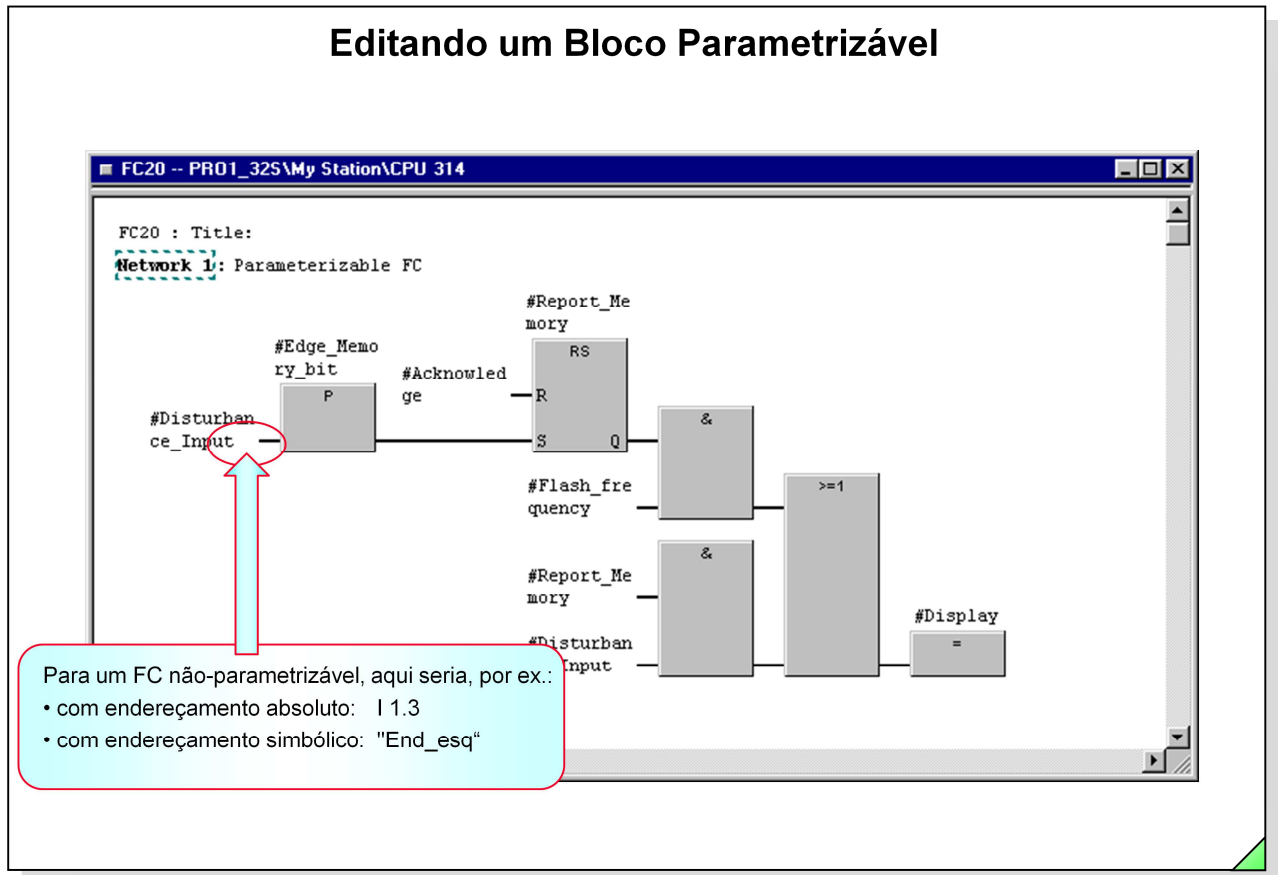 Editando um Bloco Parametrizável
FC20 -- PRO1_32S\My Station\CPU 314
FC20 : Title:
Network 1: Parameterizable FC
#Report_Me
mory
RS
#Edge_Memo
ry_bit
P
#Acknowled
ge
R
#Disturban
ce_Input
S Q
&
#Flash_fre
quency
>=1
&
#Report_Me
mory
#Display
=
#Disturban
Input
Para um FC não-parametrizável, aqui seria, por ex.:
• com endereçamento absoluto: I 1.3
• com endereçamento simbólico: "End_esq“